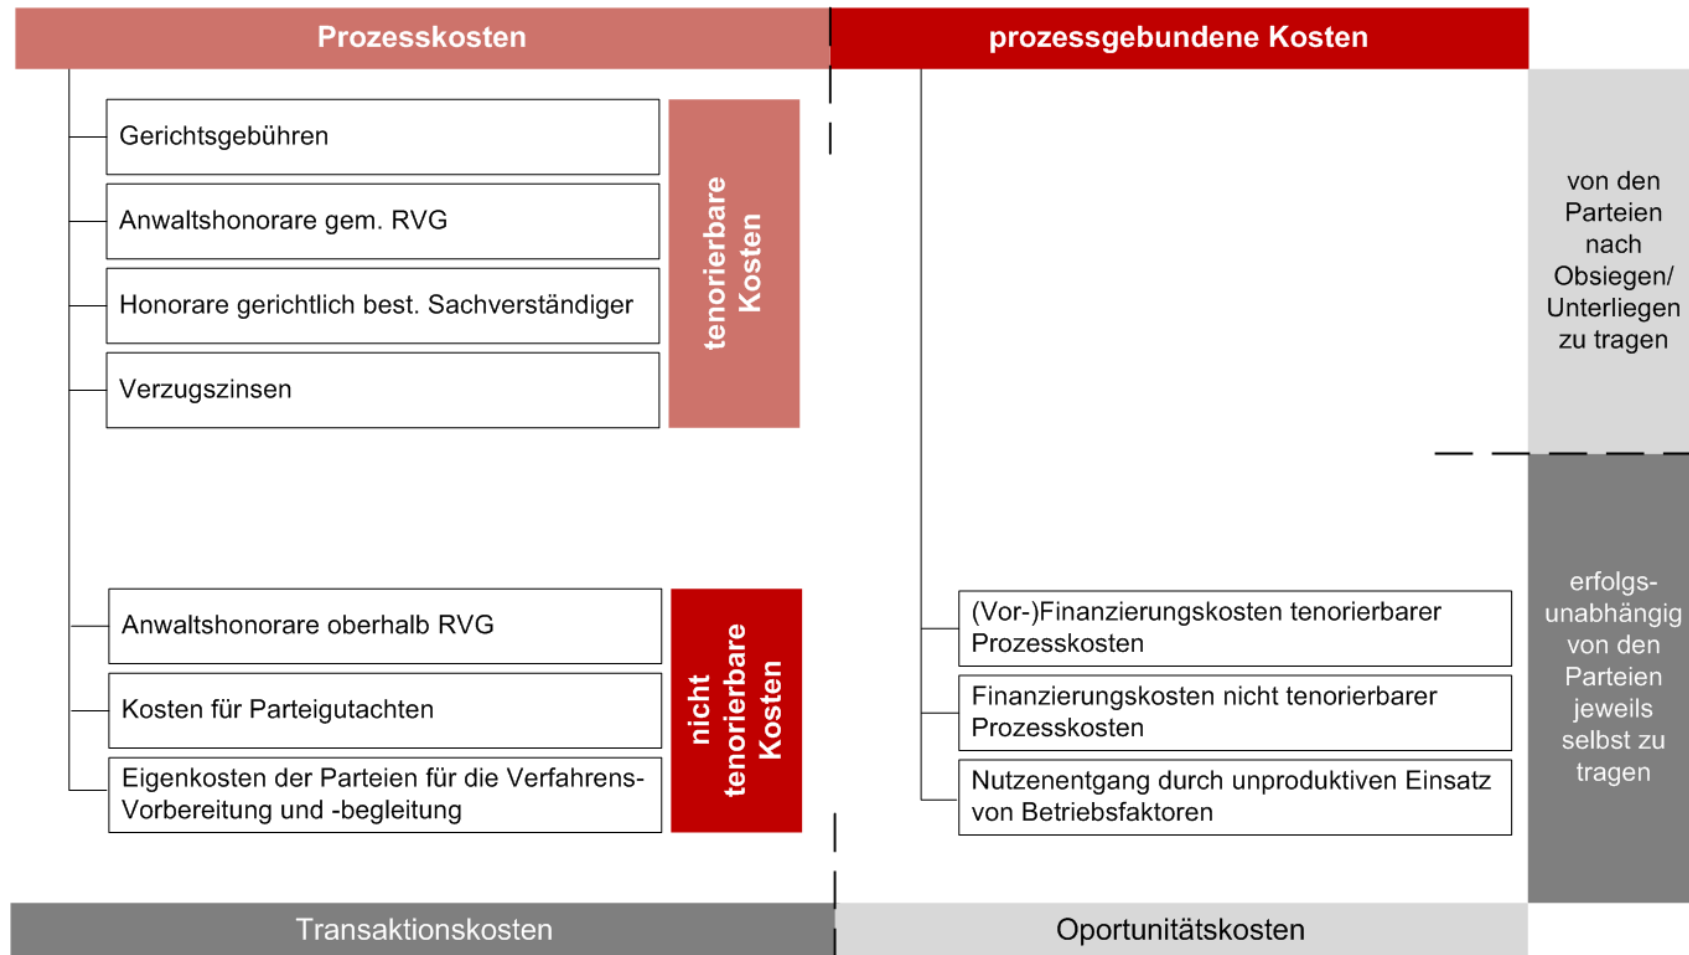 Prozesskosten
prozessgebundene Kosten
Gerichtsgebühren
Anwaltshonorare gem. RVG
Honorare gerichtlich best. Sachverständiger
Verzugszinsen
tenorierbare
Kosten
von den
Parteien
nach
Obsiegen/
Unterliegen
zu tragen
Anwaltshonorare oberhalb RVG
Kosten für Parteigutachten
Eigenkosten der Parteien für die Verfahrens-
Vorbereitung und -begleitung
nicht
tenorierbare
Kosten
(Vor-)Finanzierungskosten tenorierbarer
Prozesskosten
Finanzierungskosten nicht tenorierbarer
Prozesskosten
Nutzenentgang durch unproduktiven Einsatz
von Betriebsfaktoren
erfolgs-
unabhängig
von den
Parteien
jeweils
selbst zu
tragen
Transaktionskosten
Oportunitätskosten